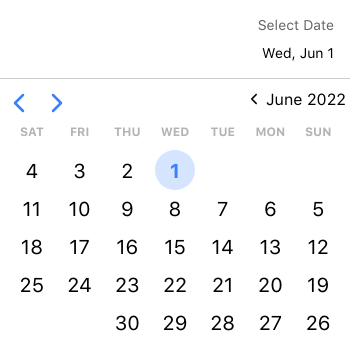 Select Date
Wed, Jun 1
June 2022
SAT FRI THU WED TUE MON SUN
4 3 2 1
11 10 9 8 7 6 5
18 17 16 15 14 13 12
25 24 23 22 21 20 19
30 29 28 27 26